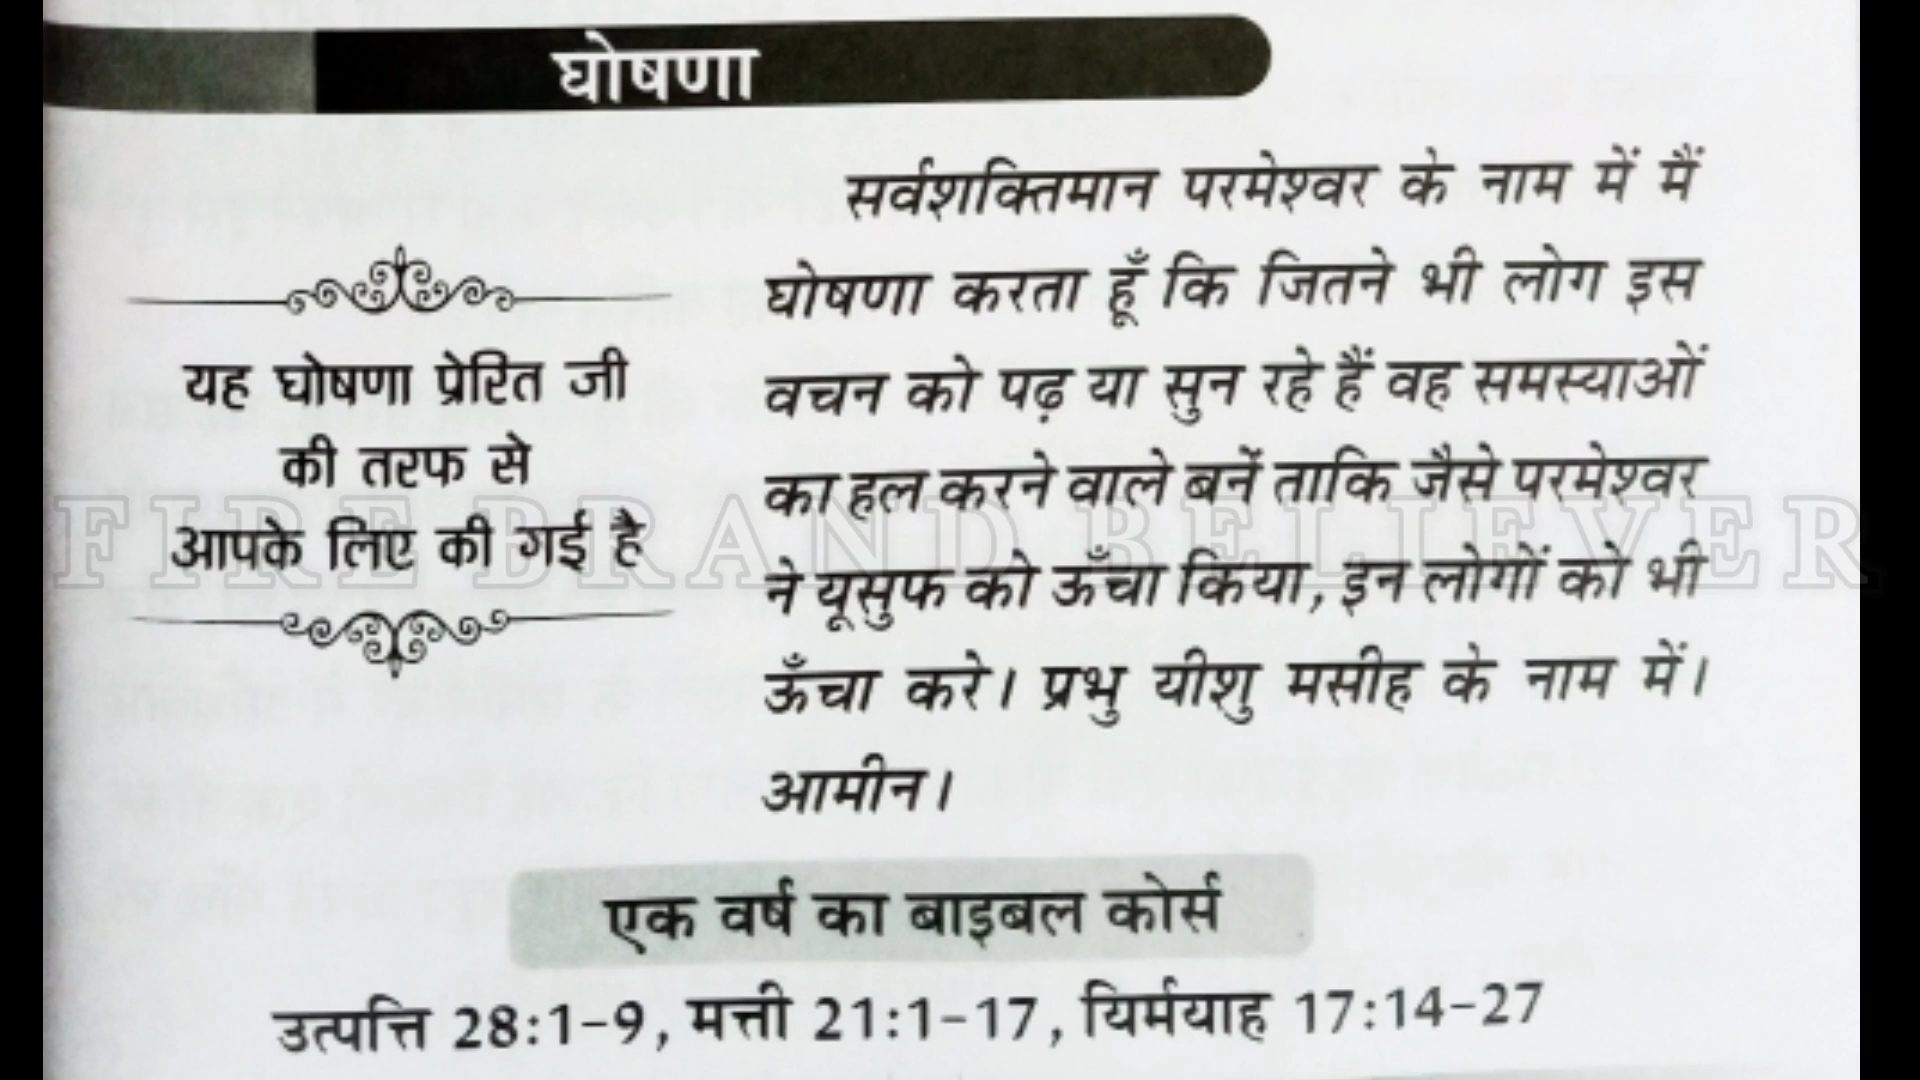 घोषणा
सर्वशक्तिमान परमेश्वर के नाम में मैं
घोषणा करता हूँ कि जितने भी लोग इस
वचन को पढ़ या सुन रहे हैं वह समस्याओं
का हल करने वाले बनें ताकि जैसे परमेश्वर
ने यूसुफ को ऊँचा किया, इन लोगों को भी
ऊँचा करे। प्रभु यीशु मसीह के नाम में।
आमीन।
यह घोषणा प्रेरित जी
की तरफ से
आपके लिए की गई है
FIRE BRAND BELIEVER
एक वर्ष का बाइबल कोर्स
उत्पत्ति 28:1-9, मत्ती 21:1-17, यिर्मयाह 17:14-27